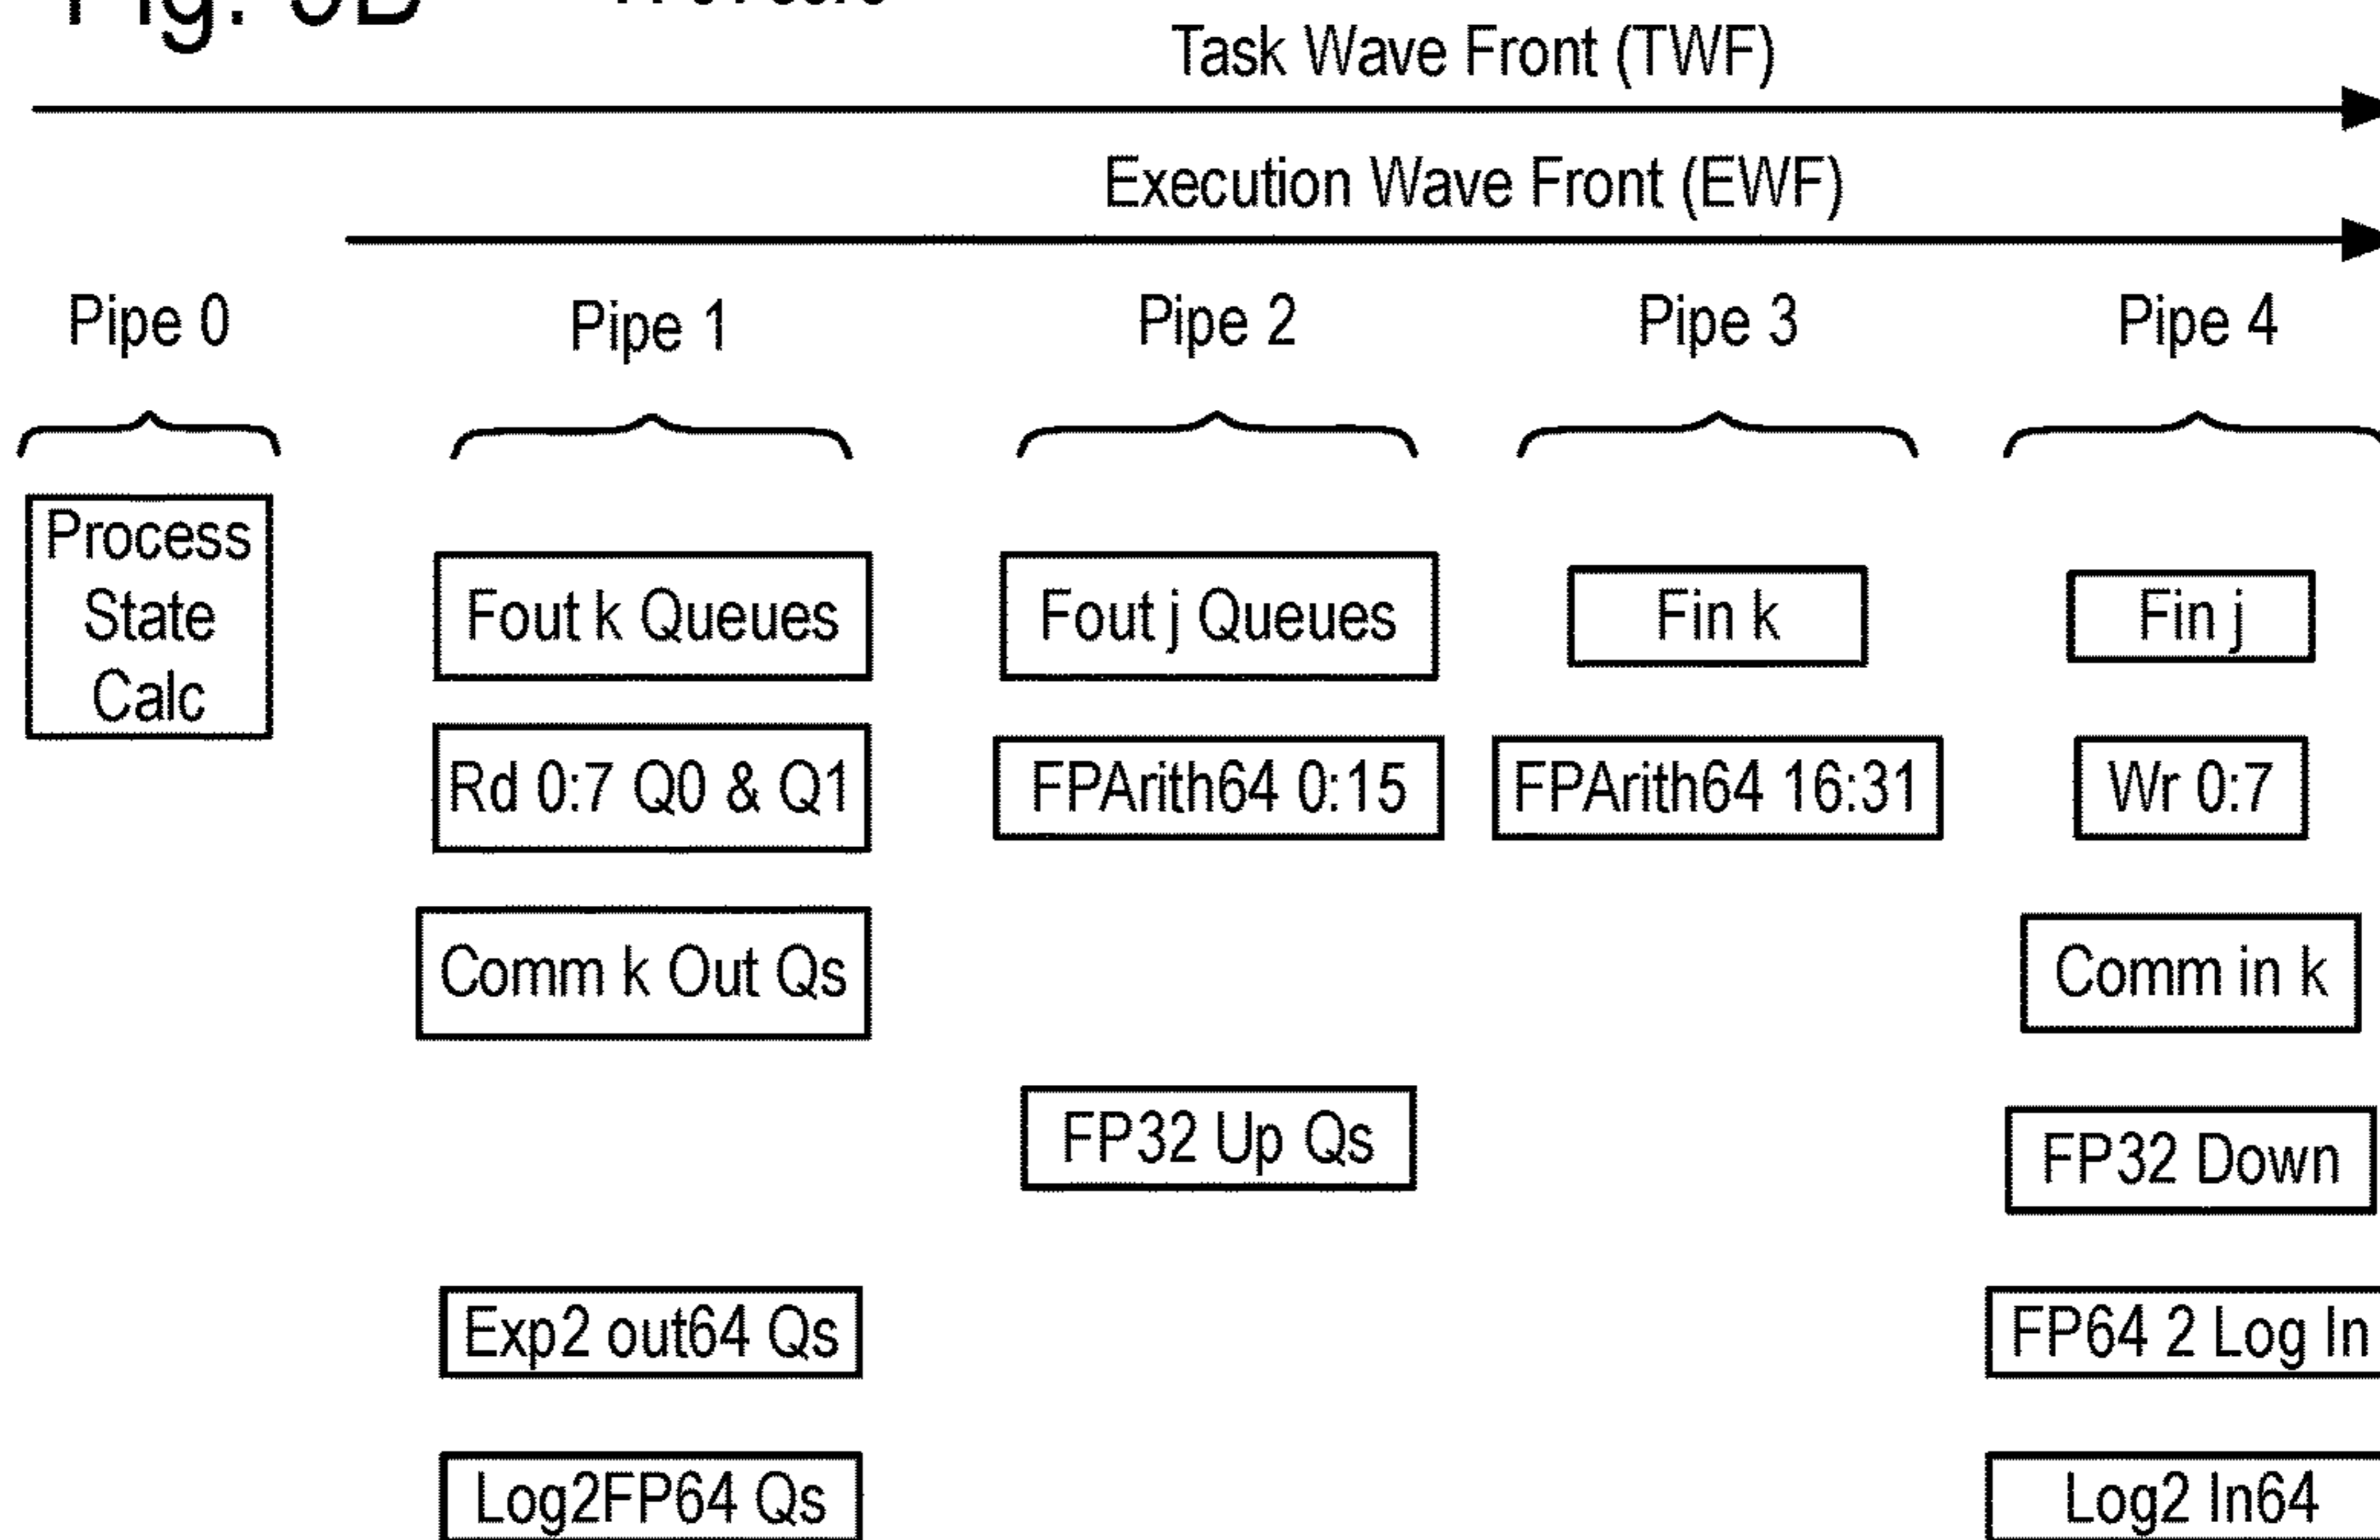 Task Wave Front (TWF)
Execution Wave Front (EWF)
Pipe 0 Pipe 1 Pipe 2 Pipe 3 Pipe 4
Process
State
Calc
Fout k Queues Fout j Queues Fin k Fin j
Rd 0:7 Q0 & Q1 FPArith64 0:15 FPArith64 16:31 Wr 0:7
Comm k Out Qs Comm in k
FP32 Up Qs FP32 Down
Exp2 out64 Qs FP64 2 Log In
Log2FP64 Qs Log2 In64